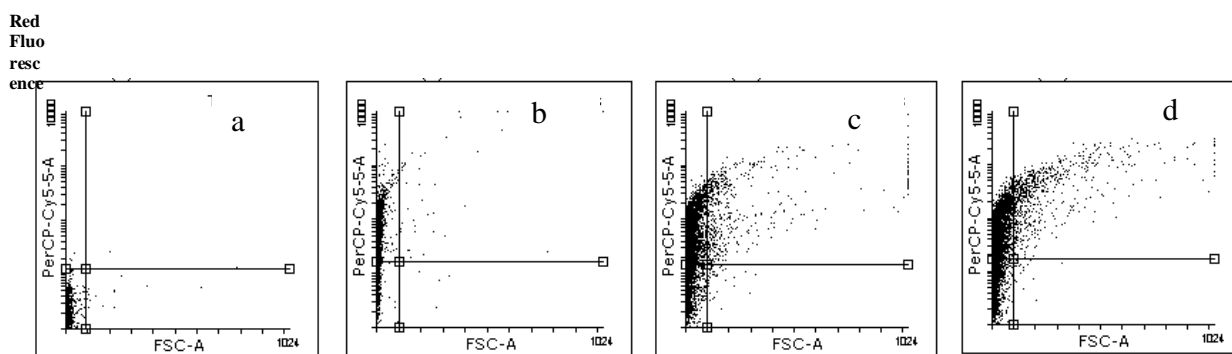 Red
Fluo
resc
ence
a
b
c
d
PerCP-Cy5-5-A
PerCP-Cy5-5-A
PerCP-Cy5-5-A
PerCP-Cy5-5-A
1024
1024
1024
1024
FSC-A
FSC-A
FSC-A
FSC-A